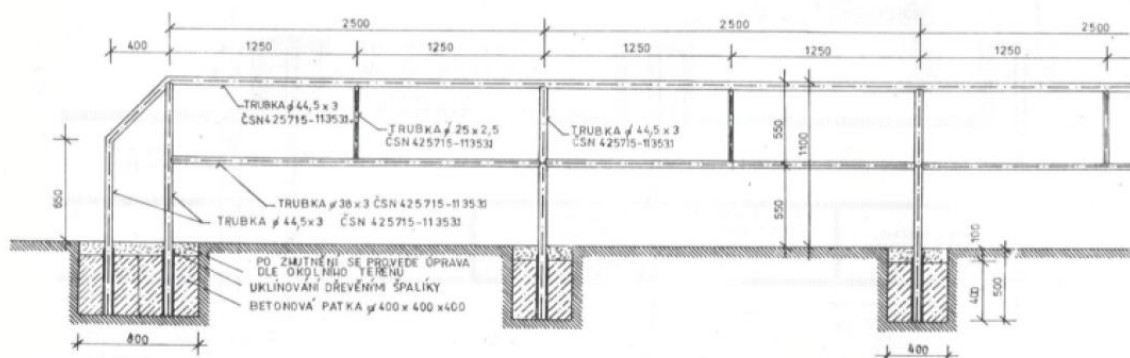 2500
2500
2500
400
1250
1250
1250
1250
TRUBKA ø 44,5 x 3
ČSN 425715-11353.1
TRUBKA ø 25 x 2,5
ČSN 425715-11353.1
TRUBKA ø 44,5 x 3
ČSN 425715-11353.1
550
1100
650
TRUBKA ø 38 x 3 ČSN 425715-11353.1
TRUBKA ø 44,5 x 3 ČSN 425715-11353.1
550
PO ZHUTNĚNÍ SE PROVEDE ÚPRAVA
DLE OKOLNÍHO TERÉNU
UKLÍNOVÁNÍ DŘEVĚNÝMI ŠPALÍKY
BETONOVÁ PATKA ø 400 x 400 x 400
100
400
500
800
400